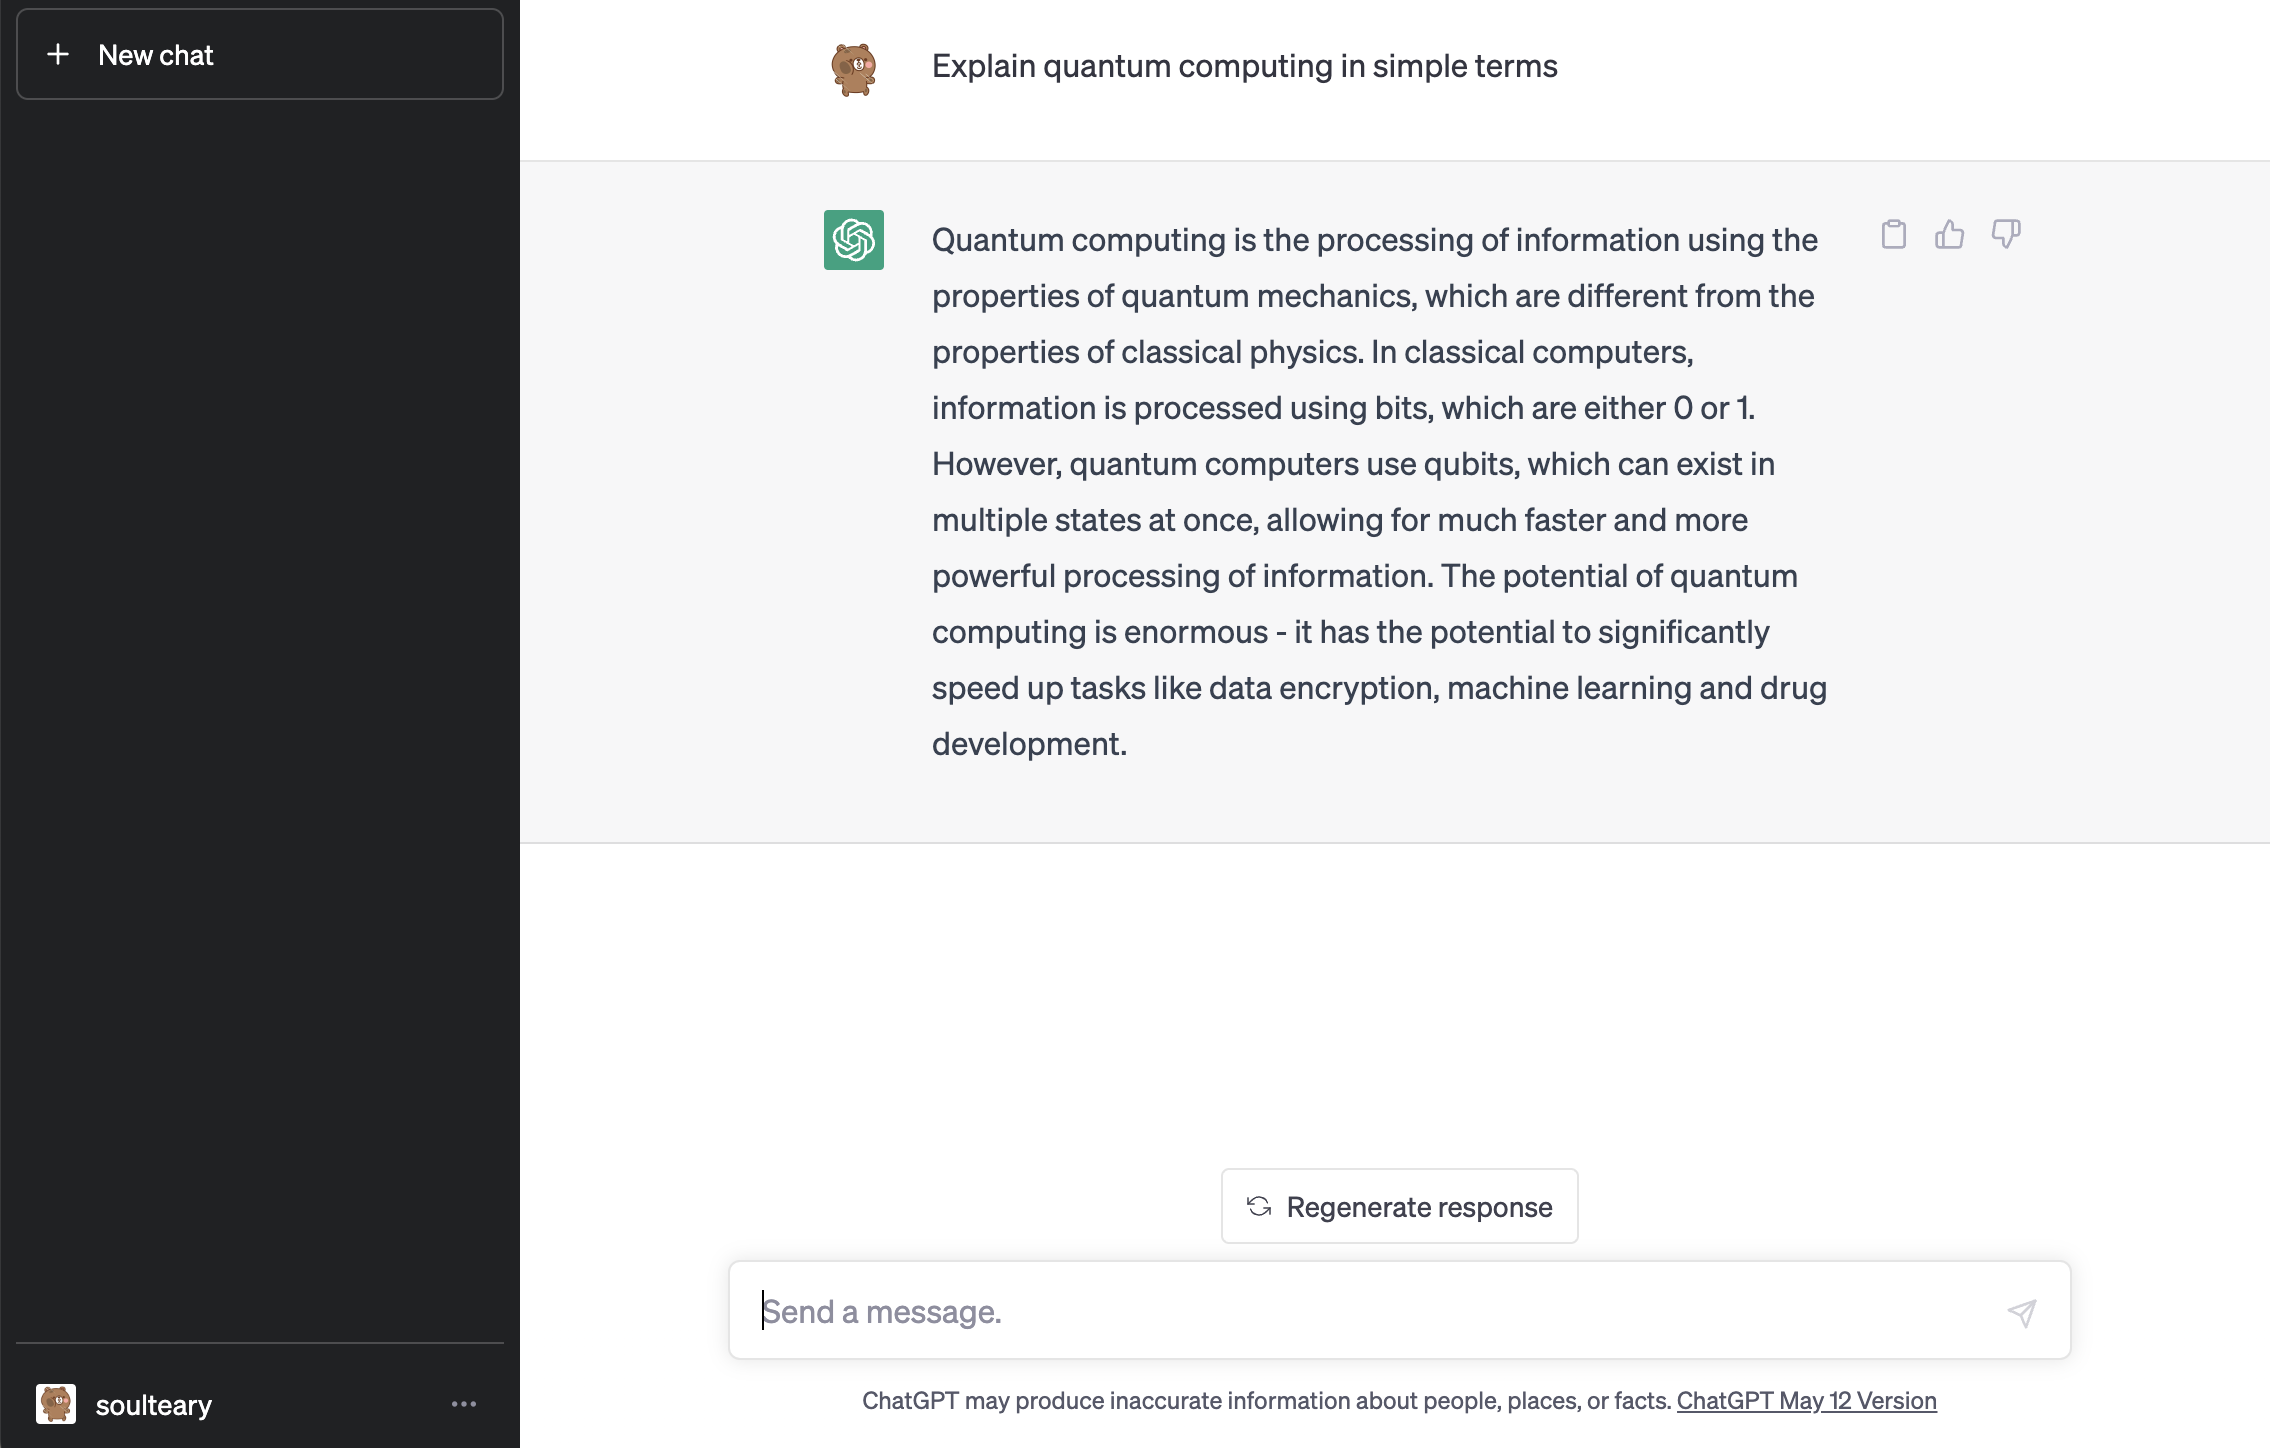 New chat
Explain quantum computing in simple terms
Quantum computing is the processing of information using the
properties of quantum mechanics, which are different from the
properties of classical physics. In classical computers,
information is processed using bits, which are either 0 or 1.
However, quantum computers use qubits, which can exist in
multiple states at once, allowing for much faster and more
powerful processing of information. The potential of quantum
computing is enormous - it has the potential to significantly
speed up tasks like data encryption, machine learning and drug
development.
Regenerate response
Send a message.
soulteary
ChatGPT may produce inaccurate information about people, places, or facts. ChatGPT May 12 Version